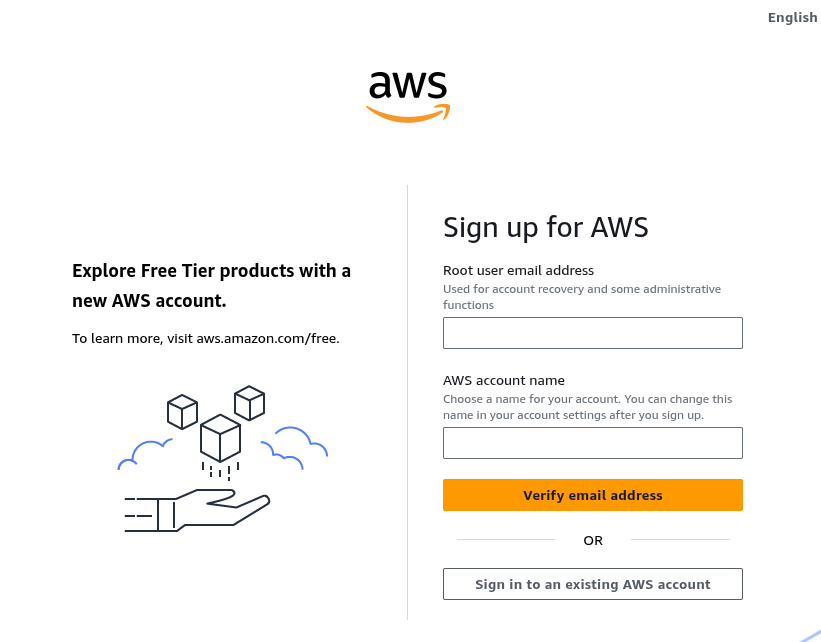 English
aws
Explore Free Tier products with a
new AWS account.
To learn more, visit aws.amazon.com/free.
Sign up for AWS
Root user email address
Used for account recovery and some administrative
functions
AWS account name
Choose a name for your account. You can change this
name in your account settings after you sign up.
Verify email address
OR
Sign in to an existing AWS account